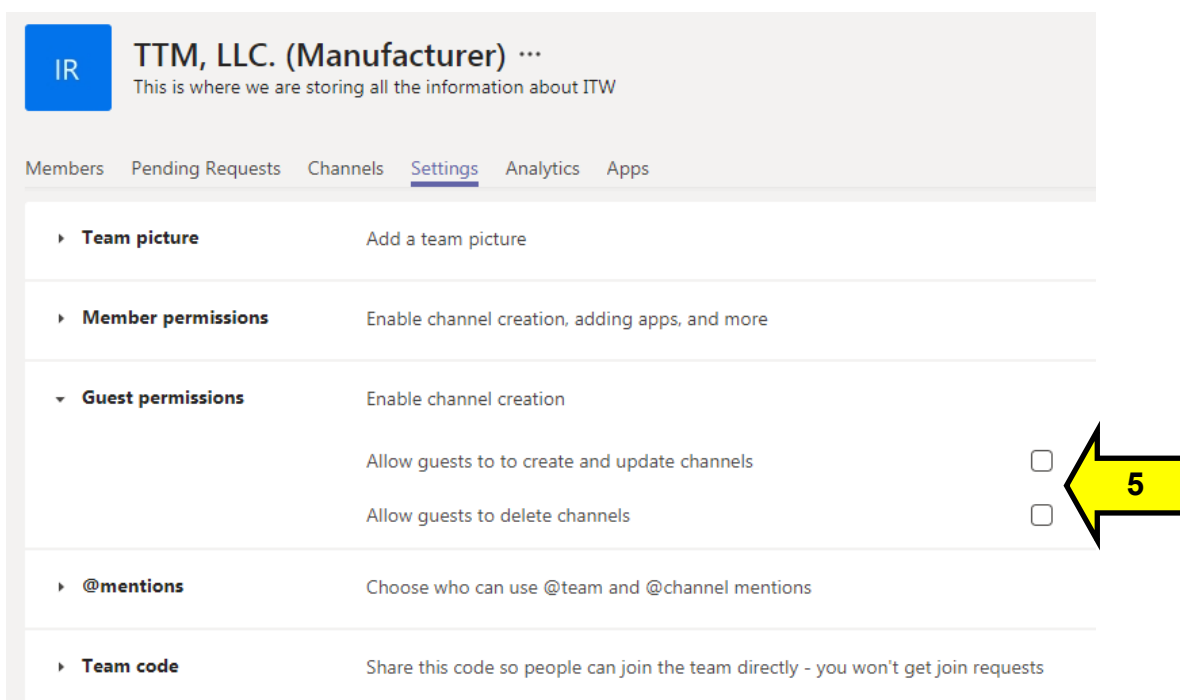 IR
TTM, LLC. (Manufacturer) ···
This is where we are storing all the information about ITW
Members Pending Requests Channels Settings Analytics Apps
Team picture Add a team picture
Member permissions Enable channel creation, adding apps, and more
Guest permissions Enable channel creation
Allow guests to to create and update channels
5
Allow guests to delete channels
@mentions Choose who can use @team and @channel mentions
Team code Share this code so people can join the team directly - you won't get join requests